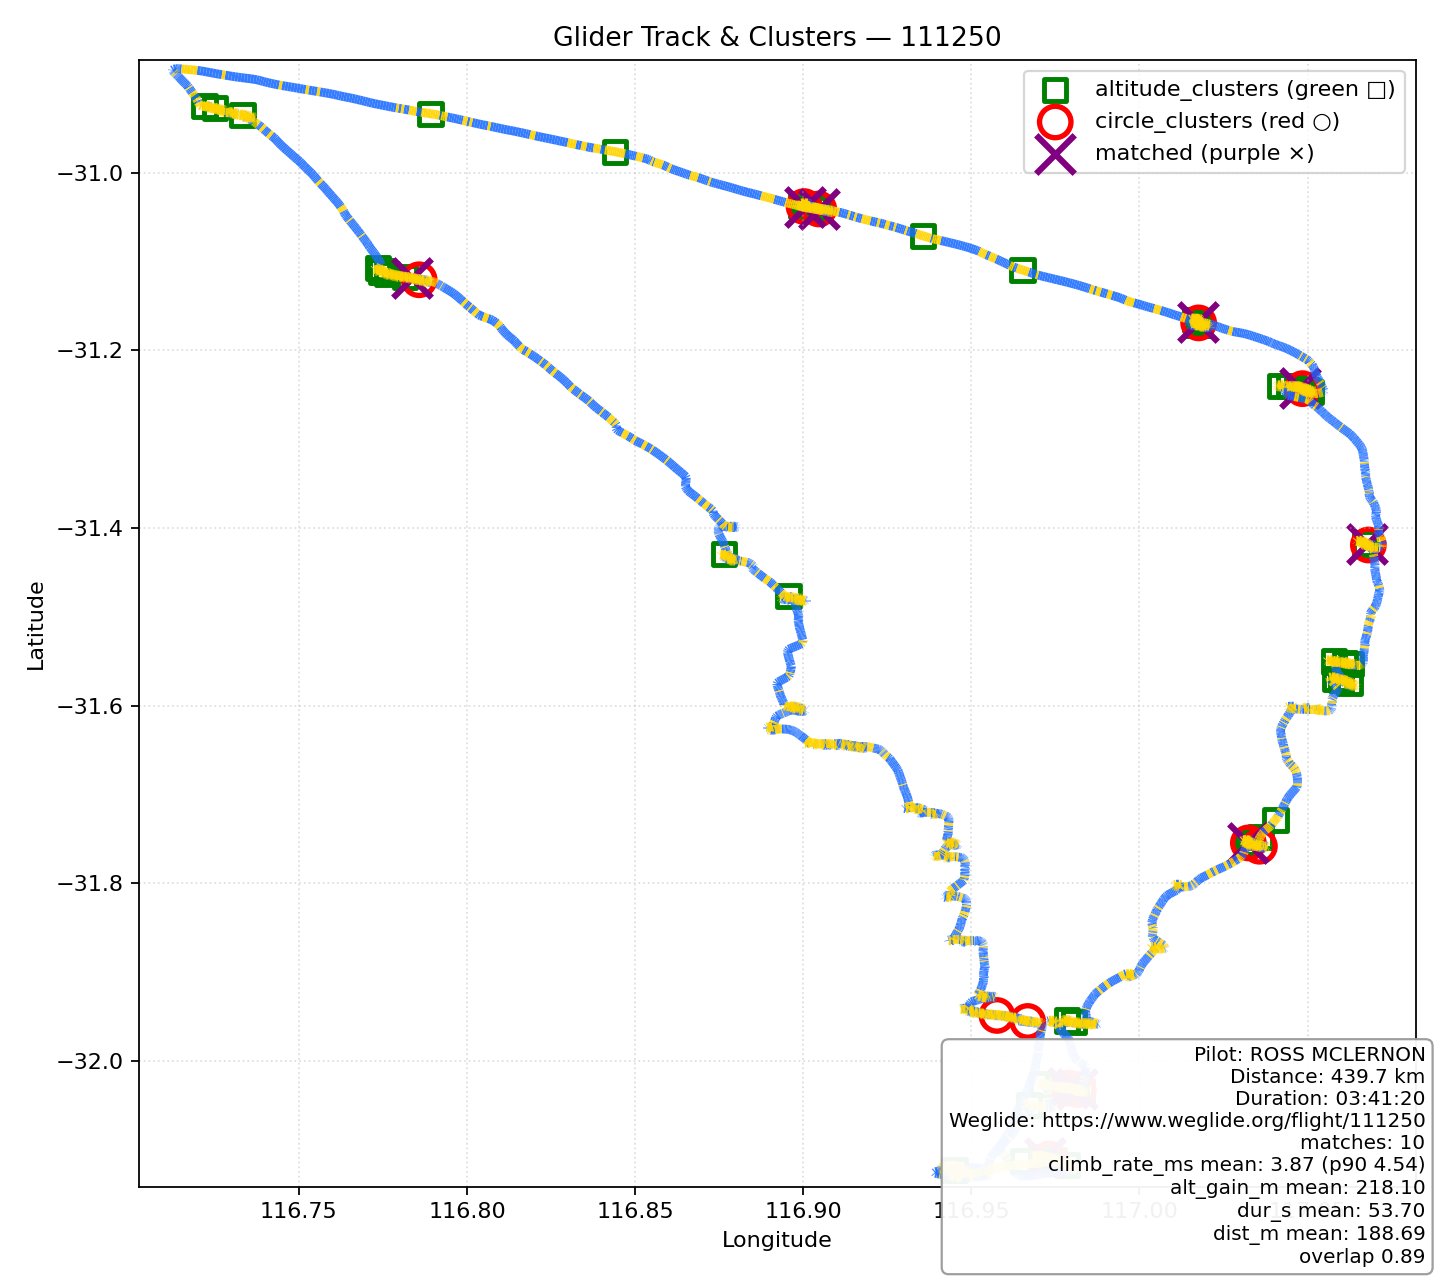 Glider Track & Clusters — 111250
altitude_clusters (green □)
circle_clusters (red ○)
matched (purple ×)
−31.0
−31.2
−31.4
−31.6
−31.8
−32.0
Latitude
116.75
116.80
116.85
116.90
116.95
117.00
Longitude
Pilot: ROSS MCLERNON
Distance: 439.7 km
Duration: 03:41:20
Weglide: https://www.weglide.org/flight/111250
matches: 10
climb_rate_ms mean: 3.87 (p90 4.54)
alt_gain_m mean: 218.10
dur_s mean: 53.70
dist_m mean: 188.69
overlap 0.89